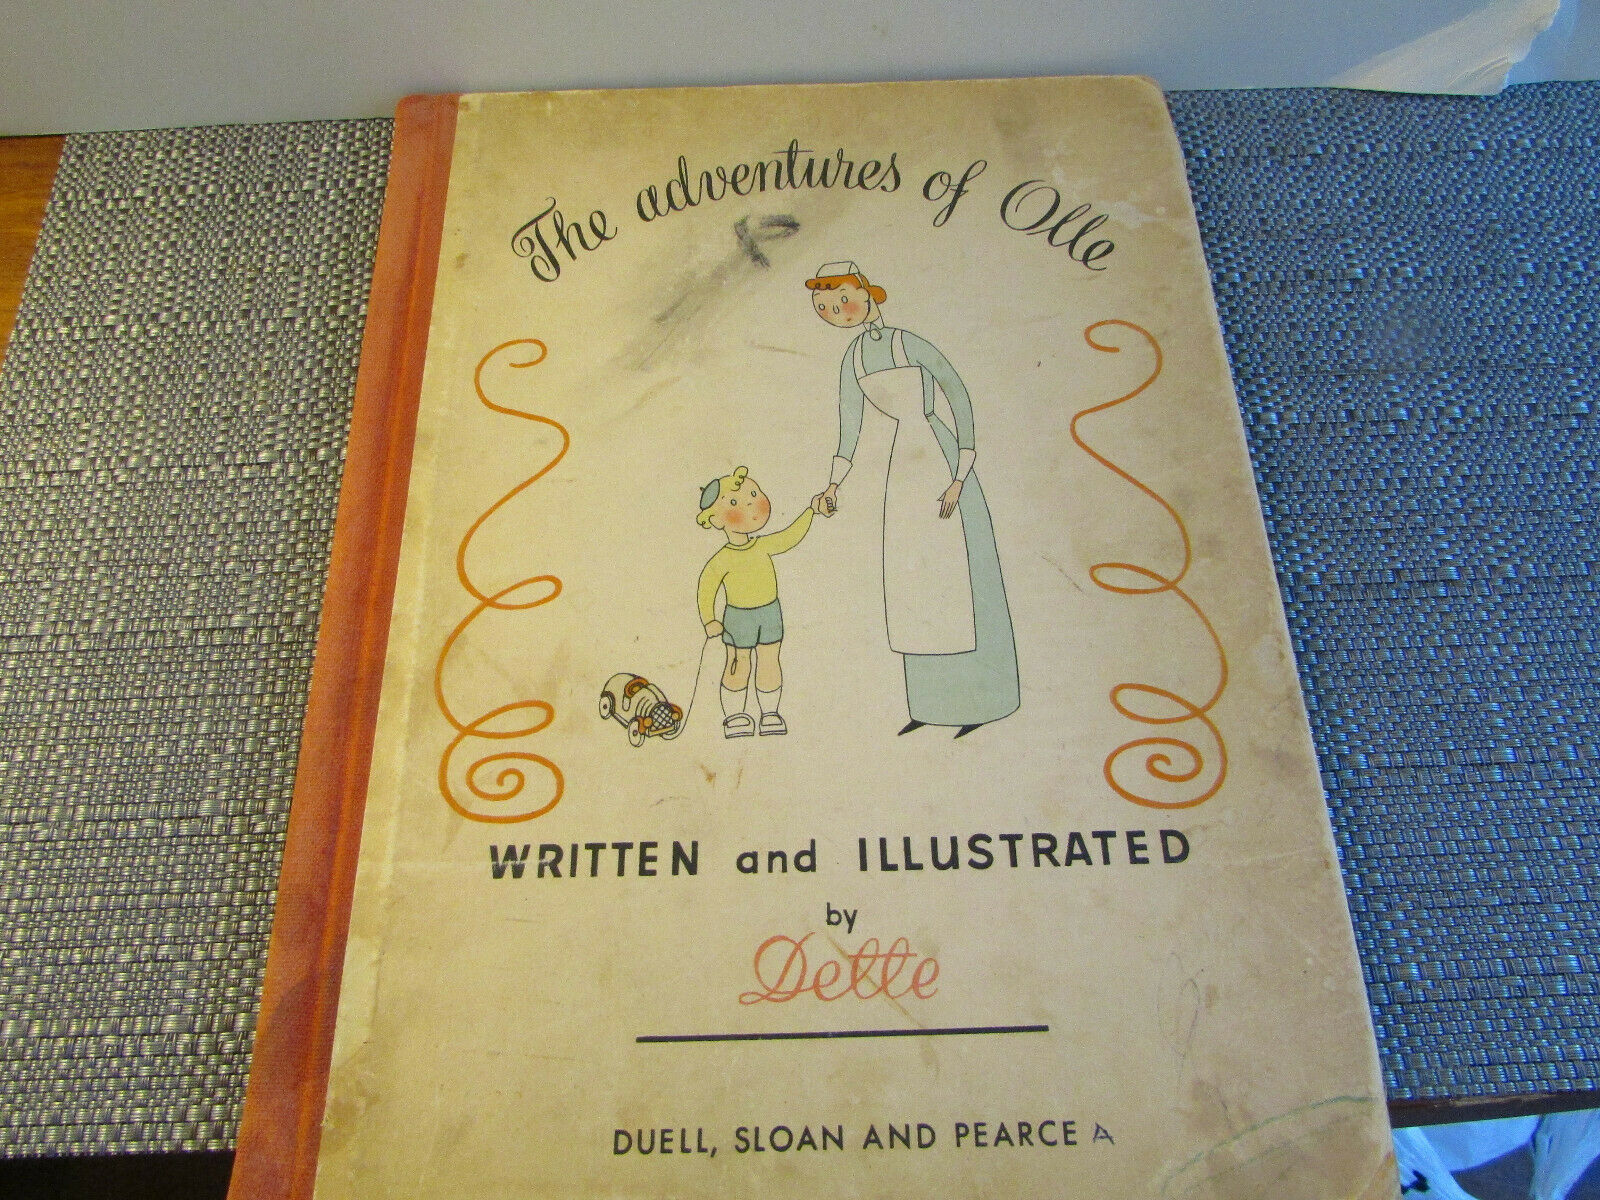 The adventures of Olle
WRITTEN and ILLUSTRATED
by
Dette
DUELL, SLOAN AND PEARCE A